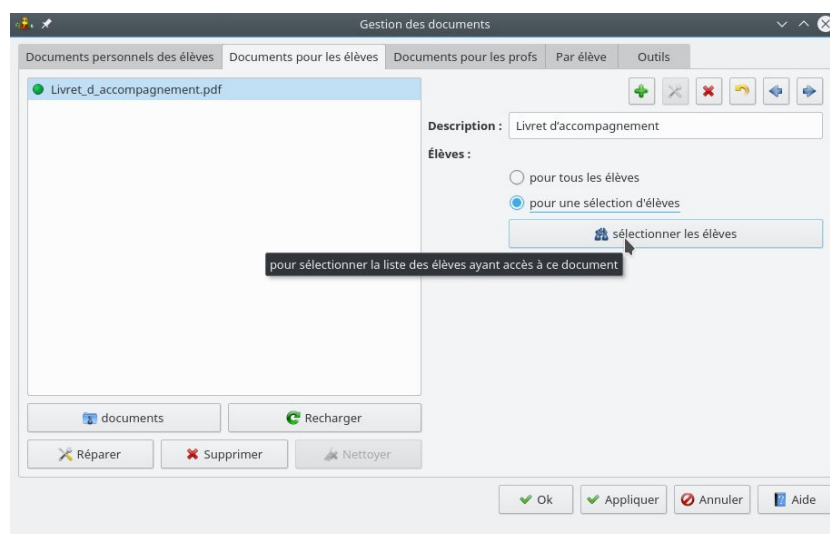 Gestion des documents
Documents personnels des élèves Documents pour les élèves Documents pour les profs Par élève Outils
Livret_d_accompagnement.pdf
Description : Livret d'accompagnement
Élèves :
pour tous les élèves
pour une sélection d'élèves
sélectionner les élèves
pour sélectionner la liste des élèves ayant accès à ce document
documents Recharger
Réparer Supprimer Nettoyer
Ok Appliquer Annuler Aide